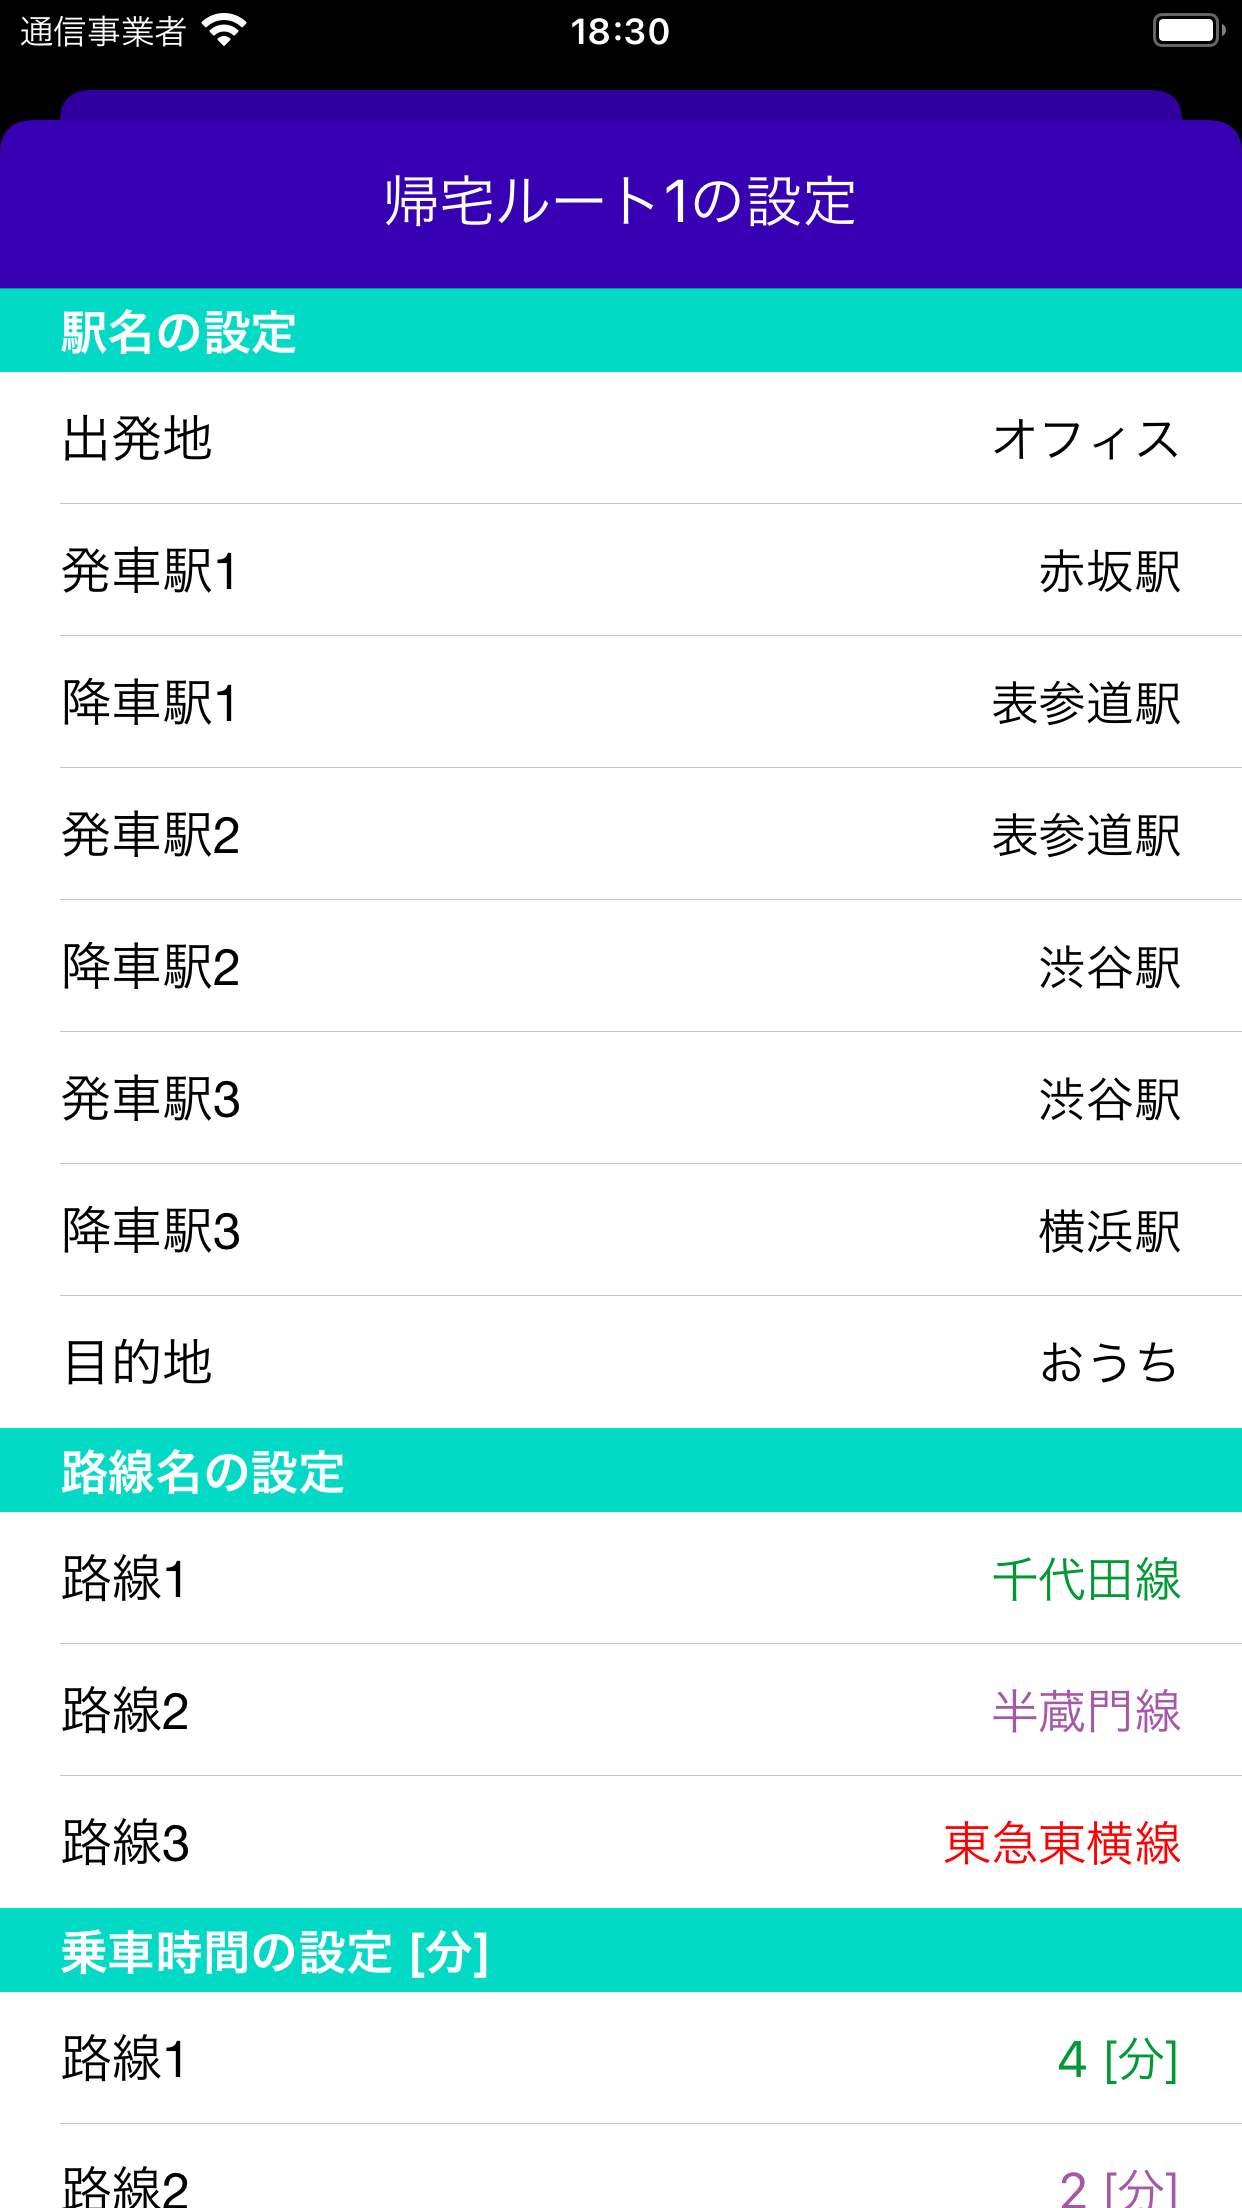 通信事業者 18:30
帰宅ルート1の設定
駅名の設定
出発地 オフィス
発車駅1 赤坂駅
降車駅1 表参道駅
発車駅2 表参道駅
降車駅2 渋谷駅
発車駅3 渋谷駅
降車駅3 横浜駅
目的地 おうち
路線名の設定
路線1 千代田線
路線2 半蔵門線
路線3 東急東横線
乗車時間の設定 [分]
路線1 4 [分]
路線2 2 [分]